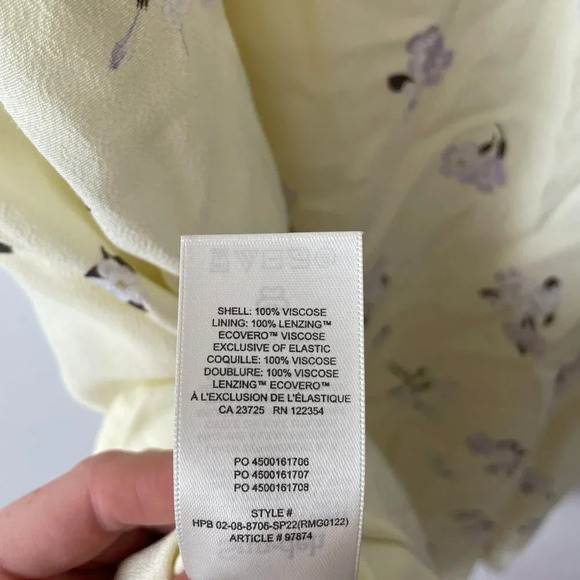 SHELL: 100% VISCOSE
LINING: 100% LENZING™
ECOVERO™ VISCOSE
EXCLUSIVE OF ELASTIC
COQUILLE: 100% VISCOSE
DOUBLURE: 100% VISCOSE
LENZING™ ECOVERO™
À L'EXCLUSION DE L'ÉLASTIQUE
CA 23725 RN 122354
PO 4500161706
PO 4500161707
PO 4500161708
STYLE #
HPB 02-08-8706-SP22(RMG0122)
ARTICLE # 97874